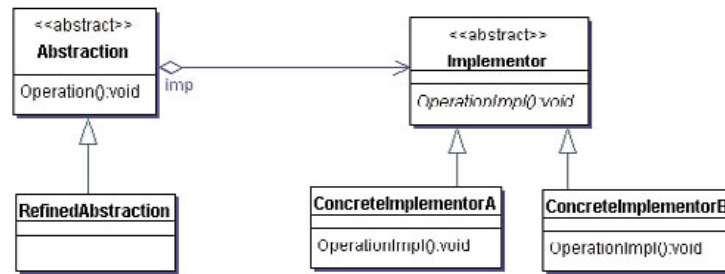 <<abstract>>
Abstraction
Operation():void
imp
<<abstract>>
Implementor
OperationImpl():void
RefinedAbstraction
ConcreteImplementorA
OperationImpl():void
ConcreteImplementorB
OperationImpl():void